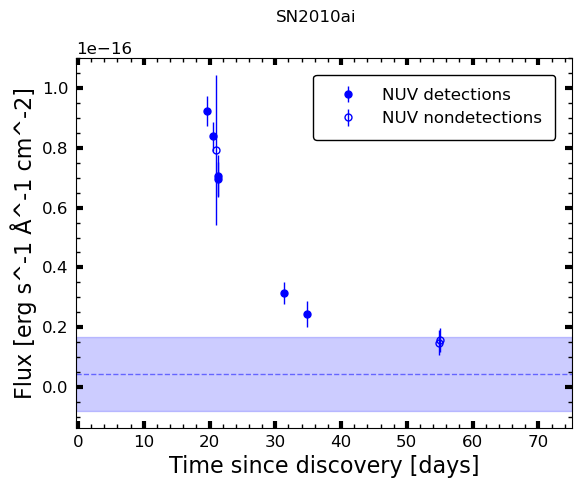 SN2010ai
1e−16
NUV detections
NUV nondetections
1.0
0.8
0.6
0.4
0.2
0.0
Flux [erg s^-1 Å^-1 cm^-2]
0 10 20 30 40 50 60 70
Time since discovery [days]